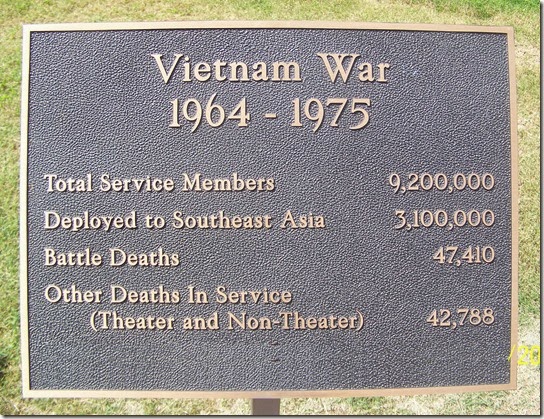 Vietnam War
1964 - 1975
Total Service Members 9,200,000
Deployed to Southeast Asia 3,100,000
Battle Deaths 47,410
Other Deaths In Service
(Theater and Non-Theater) 42,788